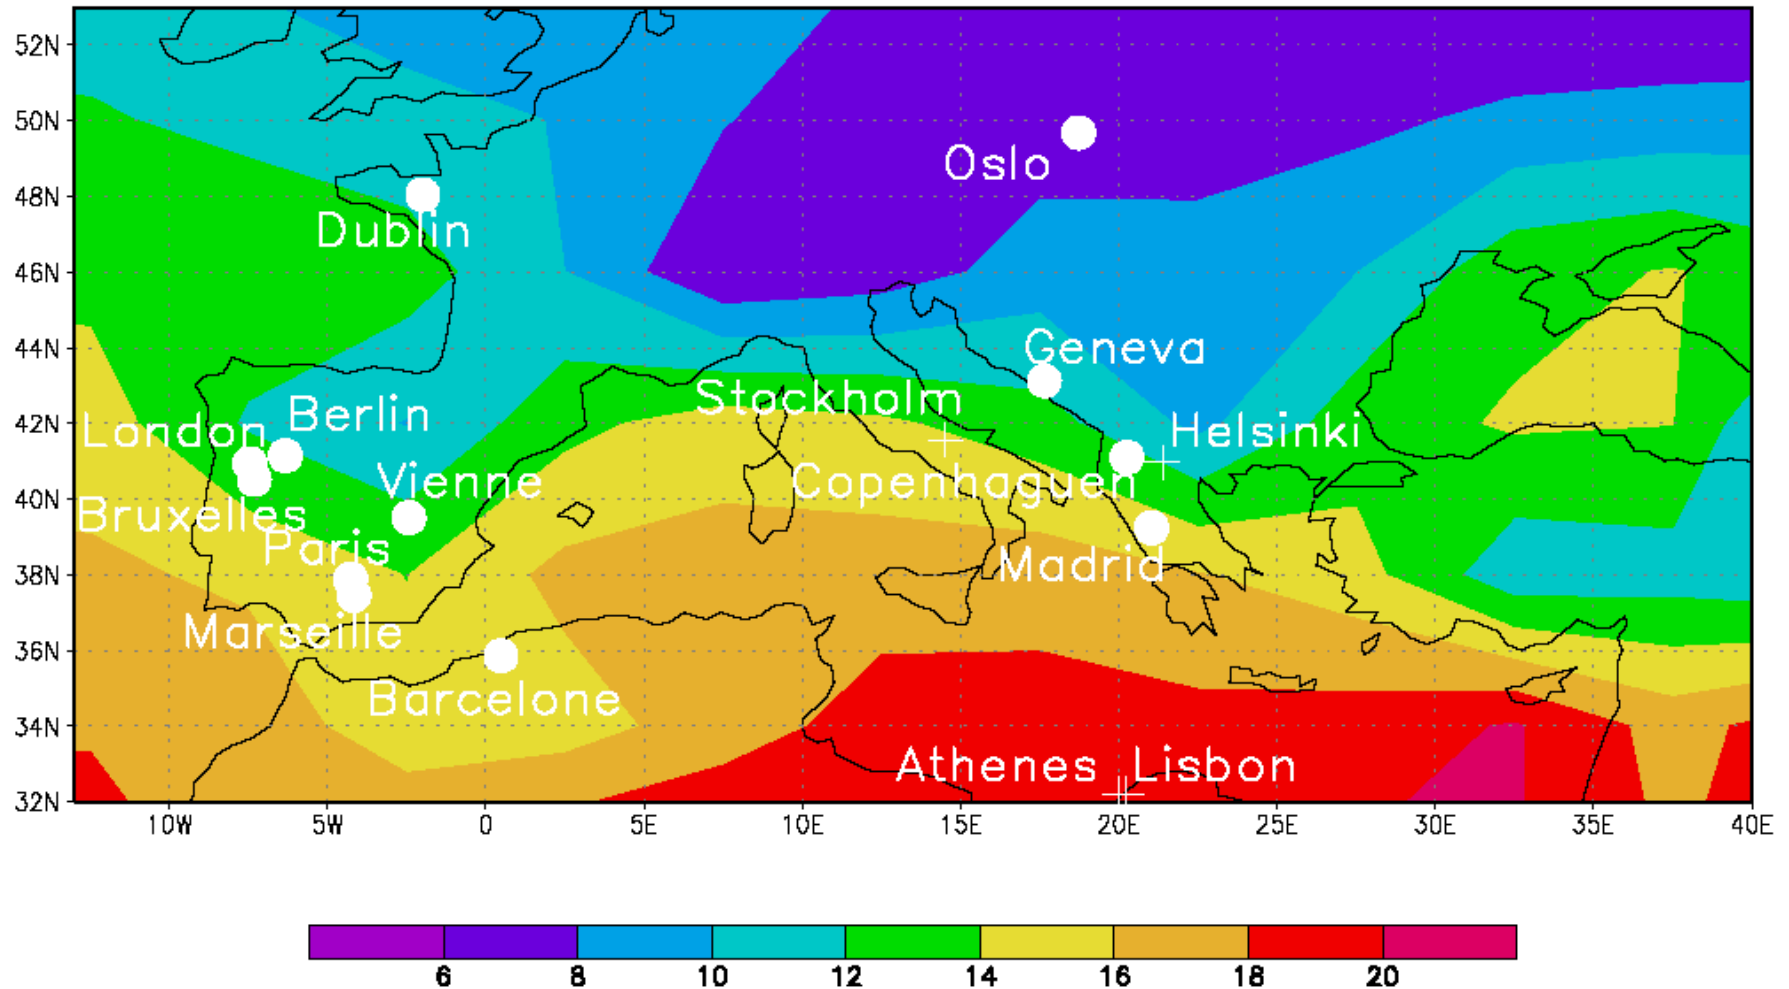 52N
50N
Oslo
48N
Dublin
46N
44N
Geneva
Stockholm
42N
Berlin
London
Helsinki
Vienne
Copenhaguen
40N
Bruxelles
Paris
Madrid
38N
Marseille
36N
Barcelone
34N
Athenes Lisbon
32N
10W 5W 0 5E 10E 15E 20E 25E 30E 35E 40E
6 8 10 12 14 16 18 20